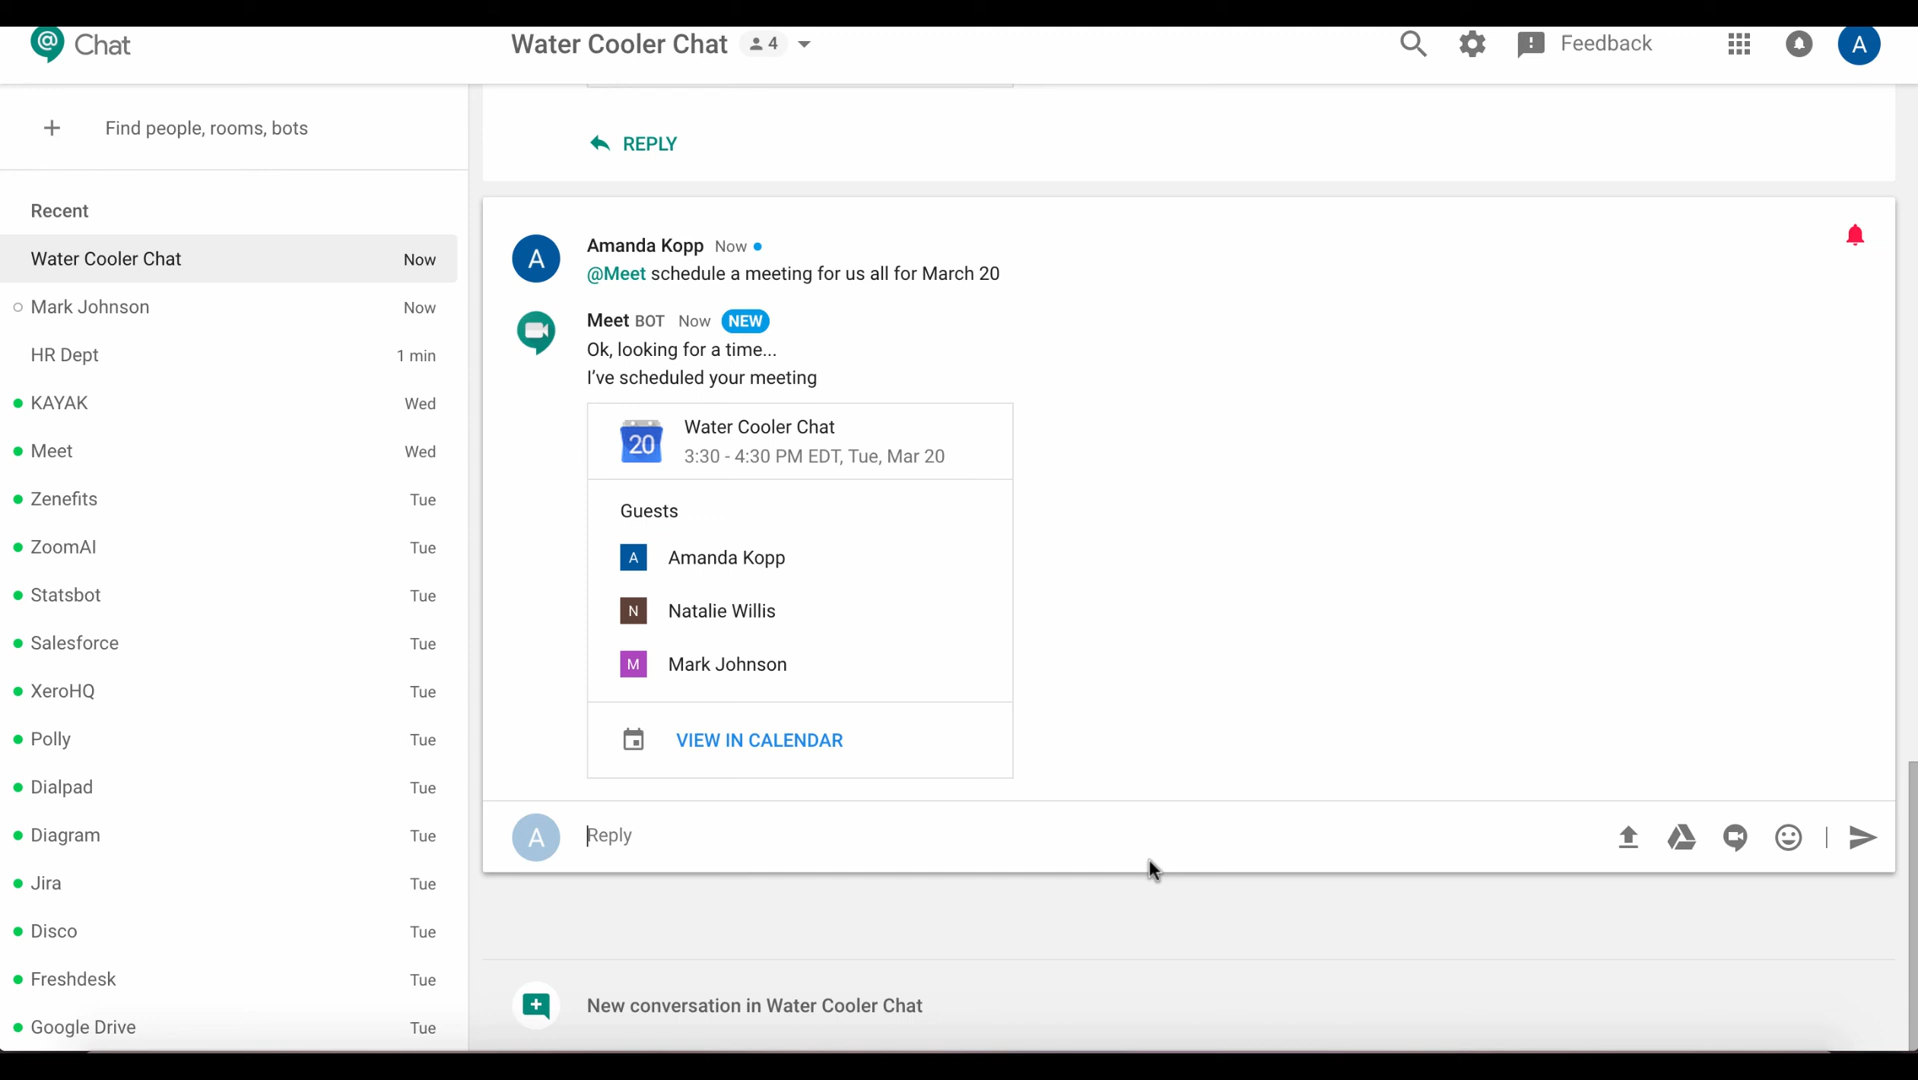 Chat
Water Cooler Chat 4
Feedback
A
Find people, rooms, bots
Recent
Water Cooler Chat Now
Mark Johnson Now
HR Dept 1 min
KAYAK Wed
Meet Wed
Zenefits Tue
ZoomAI Tue
Statsbot Tue
Salesforce Tue
XeroHQ Tue
Polly Tue
Dialpad Tue
Diagram Tue
Jira Tue
Disco Tue
Freshdesk Tue
Google Drive Tue
REPLY
A
Amanda Kopp Now
@Meet schedule a meeting for us all for March 20
Meet BOT Now NEW
Ok, looking for a time...
I've scheduled your meeting
20
Water Cooler Chat
3:30 - 4:30 PM EDT, Tue, Mar 20
Guests
A Amanda Kopp
N Natalie Willis
M Mark Johnson
VIEW IN CALENDAR
A Reply
New conversation in Water Cooler Chat